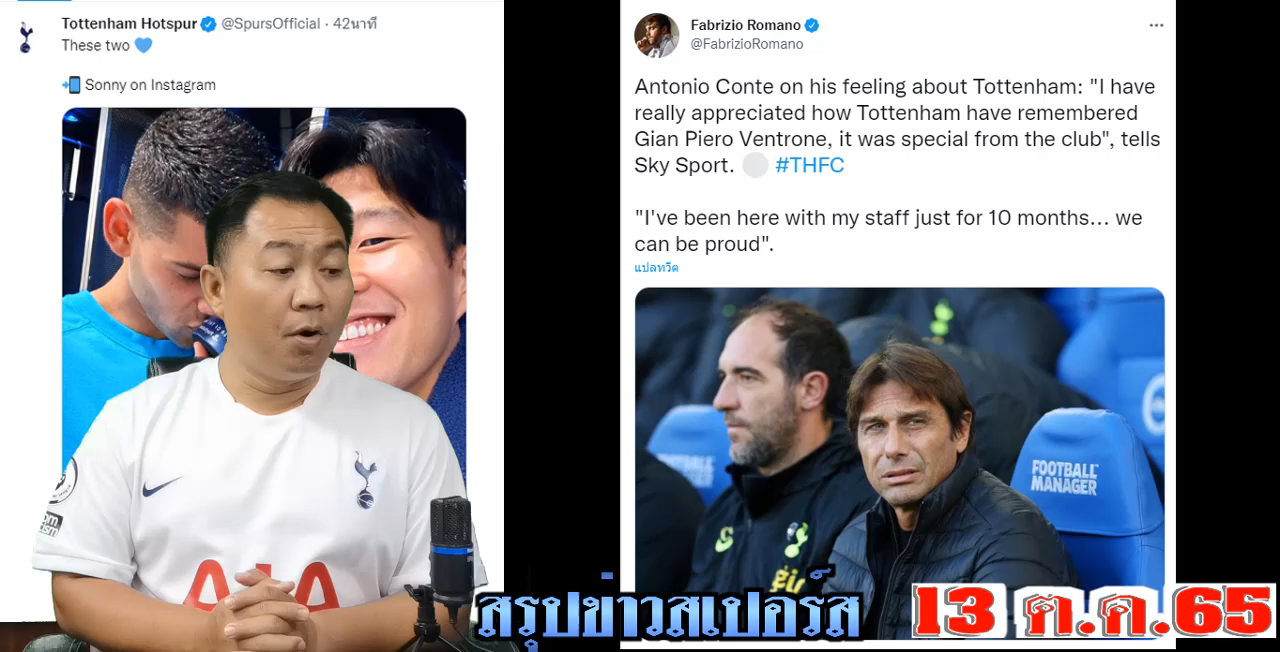 Tottenham Hotspur @SpursOfficial · 42นาที
These two 💙
📲 Sonny on Instagram
Fabrizio Romano
@FabrizioRomano
Antonio Conte on his feeling about Tottenham: "I have
really appreciated how Tottenham have remembered
Gian Piero Ventrone, it was special from the club", tells
Sky Sport. ⚪ #THFC
"I've been here with my staff just for 10 months… we
can be proud".
แปลทวีต
FOOTBALL
MANAGER
AIA
สรุปข่าวสเปอร์ส
13 ต.ค.65